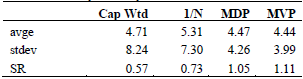 Cap Wtd 1/N MDP MVP
avge 4.71 5.31 4.47 4.44
stdev 8.24 7.30 4.26 3.99
SR 0.57 0.73 1.05 1.11